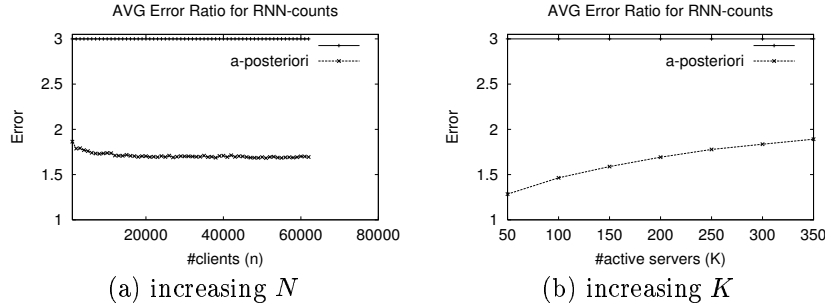 AVG Error Ratio for RNN-counts
3
2.5
2
1.5
1
Error
a-posteriori
20000 40000 60000 80000
#clients (n)
(a) increasing N
AVG Error Ratio for RNN-counts
3
2.5
2
1.5
1
Error
a-posteriori
50 100 150 200 250 300 350
#active servers (K)
(b) increasing K